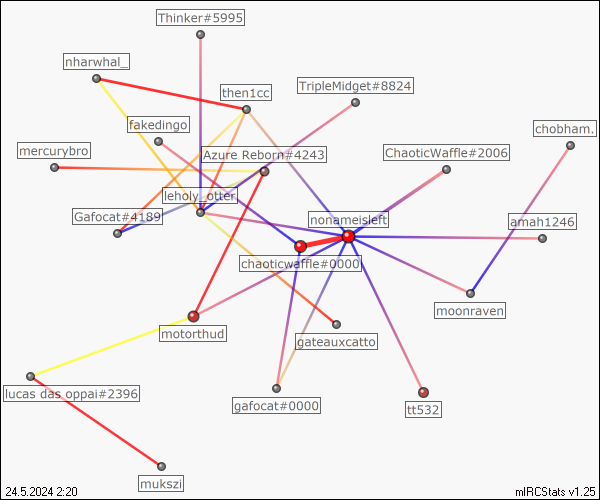 Thinker#5995
nharwhal_
then1cc
TripleMidget#8824
fakedingo
chobham.
mercurybro
Azure Reborn#4243
ChaoticWaffle#2006
leholy_otter
Gafocat#4189
nonameisleft
amah1246
chaoticwaffle#0000
moonraven
motorthud
gateauxcatto
lucas das oppai#2396
gafocat#0000
tt532
mukszi
24.5.2024 2:20
mIRCStats v1.25